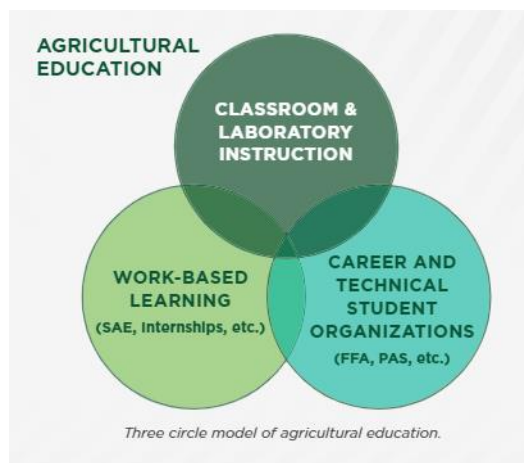 AGRICULTURAL
EDUCATION
CLASSROOM &
LABORATORY
INSTRUCTION
WORK-BASED
LEARNING
(SAE, Internships, etc.)
CAREER AND
TECHNICAL
STUDENT
ORGANIZATIONS
(FFA, PAS, etc.)
Three circle model of agricultural education.